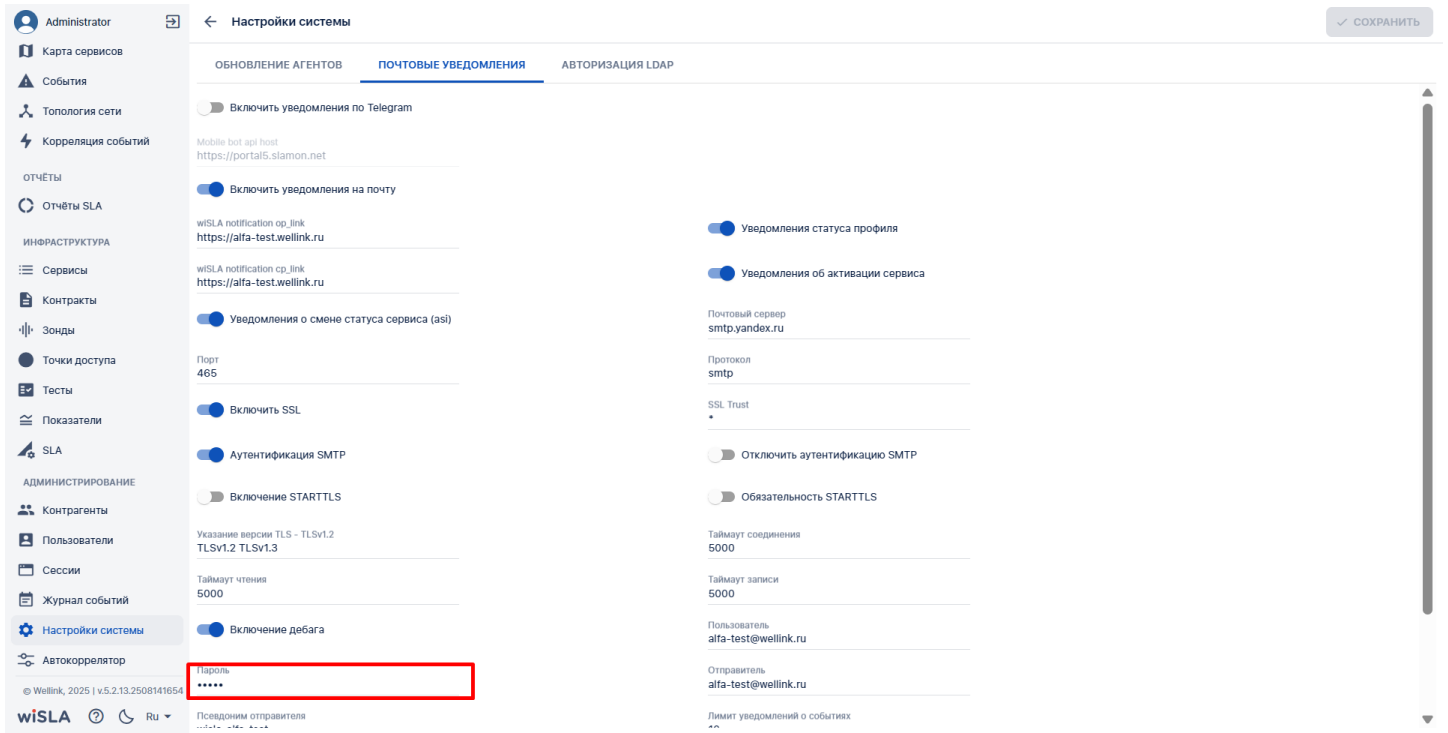 Administrator
Карта сервисов
События
Топология сети
Корреляция событий
ОТЧЁТЫ
Отчёты SLA
ИНФРАСТРУКТУРА
Сервисы
Контракты
Зонды
Точки доступа
Тесты
Показатели
SLA
АДМИНИСТРИРОВАНИЕ
Контрагенты
Пользователи
Сессии
Журнал событий
Настройки системы
Автокоррелятор
© Wellink, 2025 | v.5.2.13.2508141654
wiSLA Ru
Настройки системы
СОХРАНИТЬ
ОБНОВЛЕНИЕ АГЕНТОВ ПОЧТОВЫЕ УВЕДОМЛЕНИЯ АВТОРИЗАЦИЯ LDAP
Включить уведомления по Telegram
Mobile bot api host
https://portal5.slamon.net
Включить уведомления на почту
wiSLA notification op_link
https://alfa-test.wellink.ru
Уведомления статуса профиля
wiSLA notification cp_link
https://alfa-test.wellink.ru
Уведомления об активации сервиса
Уведомления о смене статуса сервиса (asi)
Почтовый сервер
smtp.yandex.ru
Порт
465
Протокол
smtp
Включить SSL
SSL Trust
*
Аутентификация SMTP
Отключить аутентификацию SMTP
Включение STARTTLS
Обязательность STARTTLS
Указание версии TLS - TLSv1.2
TLSv1.2 TLSv1.3
Таймаут соединения
5000
Таймаут чтения
5000
Таймаут записи
5000
Включение дебага
Пользователь
alfa-test@wellink.ru
Пароль
•••••
Отправитель
alfa-test@wellink.ru
Псевдоним отправителя
wisla-alfa-test
Лимит уведомлений о событиях
10